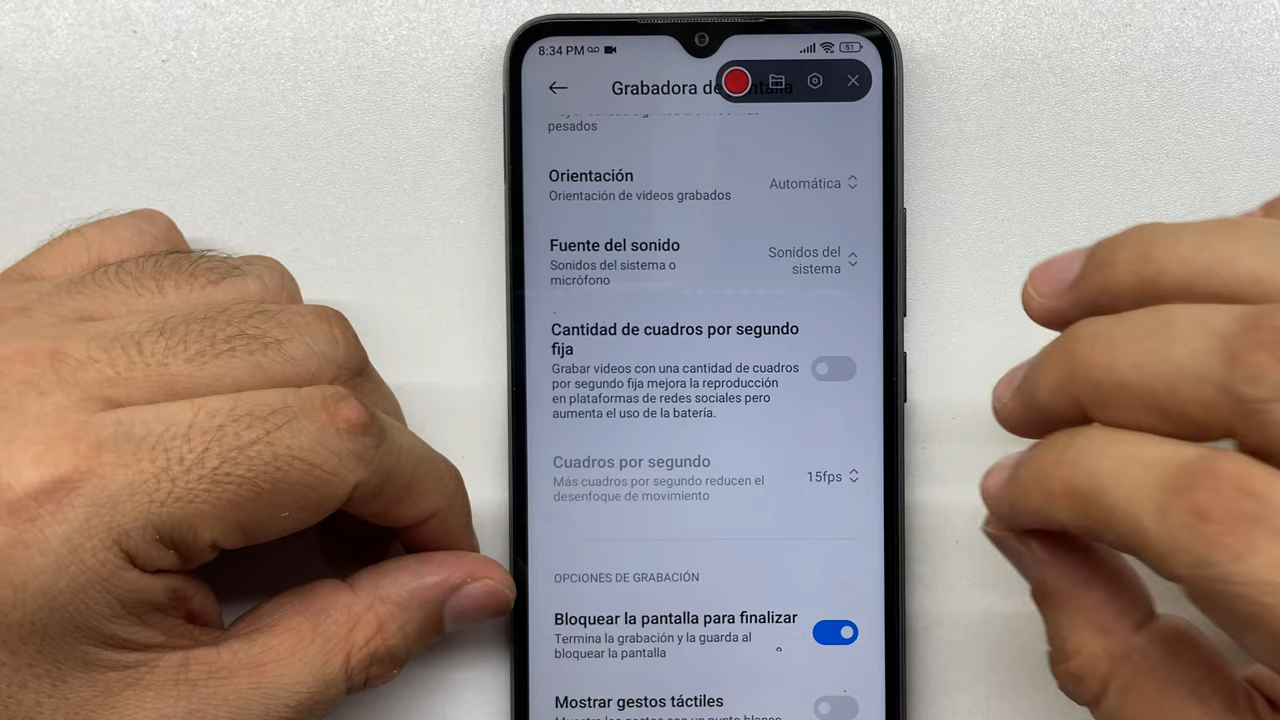 8:34 PM
51
Grabadora de
pesados
Orientación
Orientación de videos grabados
Automática
Fuente del sonido
Sonidos del sistema o
micrófono
Sonidos del
sistema
Cantidad de cuadros por segundo
fija
Grabar videos con una cantidad de cuadros
por segundo fija mejora la reproducción
en plataformas de redes sociales pero
aumenta el uso de la batería.
Cuadros por segundo
Más cuadros por segundo reducen el
desenfoque de movimiento
15fps
OPCIONES DE GRABACIÓN
Bloquear la pantalla para finalizar
Termina la grabación y la guarda al
bloquear la pantalla
Mostrar gestos táctiles